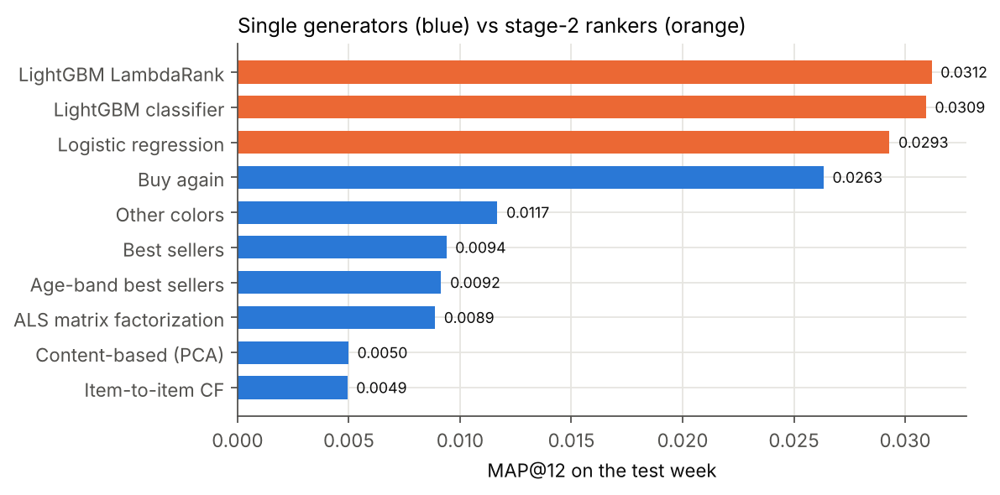 Single generators (blue) vs stage-2 rankers (orange)
LightGBM LambdaRank 0.0312
LightGBM classifier 0.0309
Logistic regression 0.0293
Buy again 0.0263
Other colors 0.0117
Best sellers 0.0094
Age-band best sellers 0.0092
ALS matrix factorization 0.0089
Content-based (PCA) 0.0050
Item-to-item CF 0.0049
0.000 0.005 0.010 0.015 0.020 0.025 0.030
MAP@12 on the test week